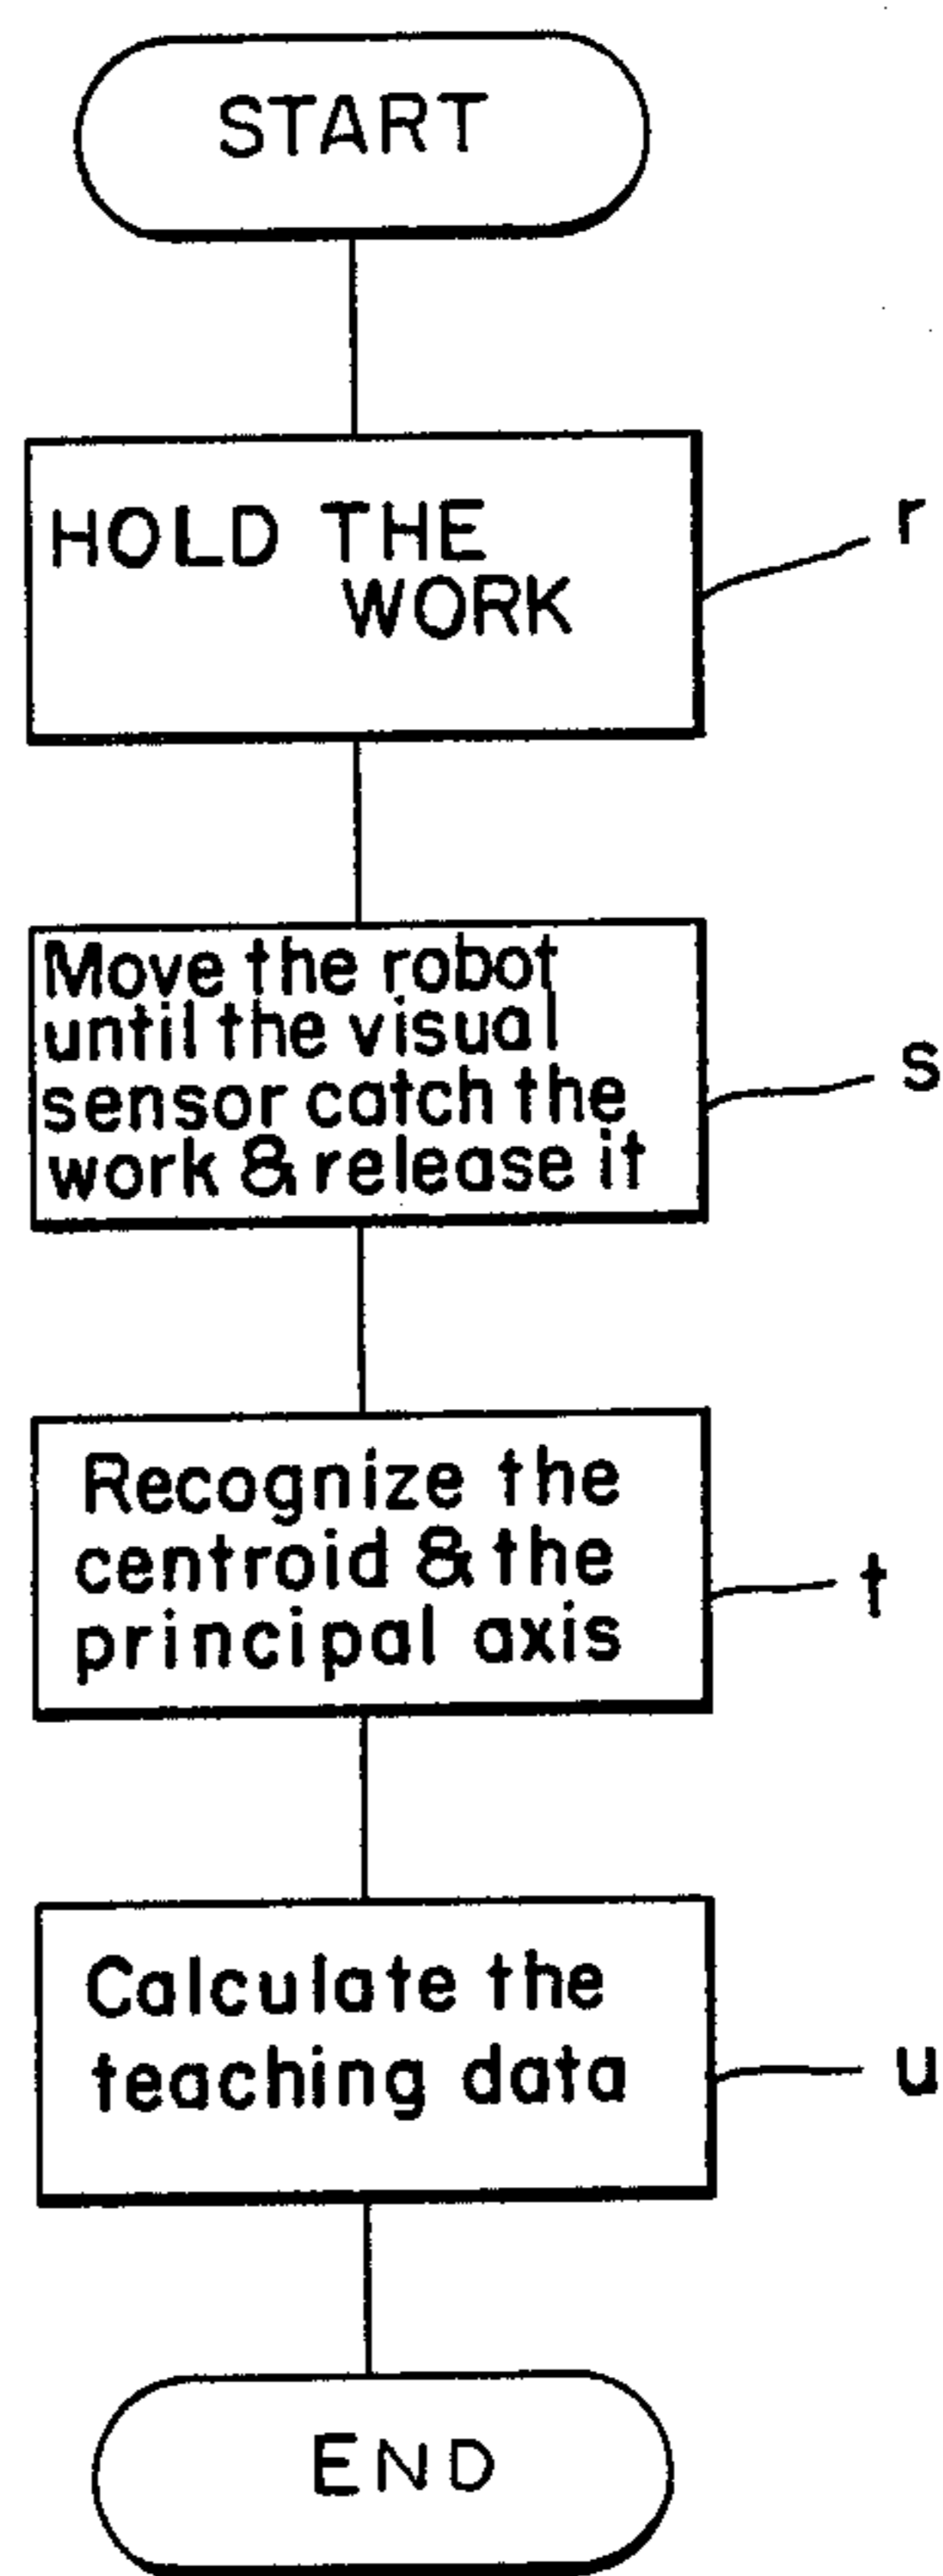 START
HOLD THE
WORK
r
Move the robot
until the visual
sensor catch the
work & release it
s
Recognize the
centroid & the
principal axis
t
Calculate the
teaching data
u
END